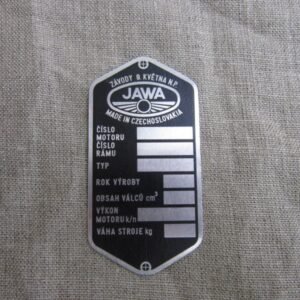 ZÁVODY 9. KVĚTNA N.P.
JAWA
MADE IN CZECHOSLOVAKIA
ČÍSLO
MOTORU
ČÍSLO
RÁMU
TYP
ROK VÝROBY
OBSAH VÁLCŮ cm³
VÝKON
MOTORU k/n
VÁHA STROJE kg